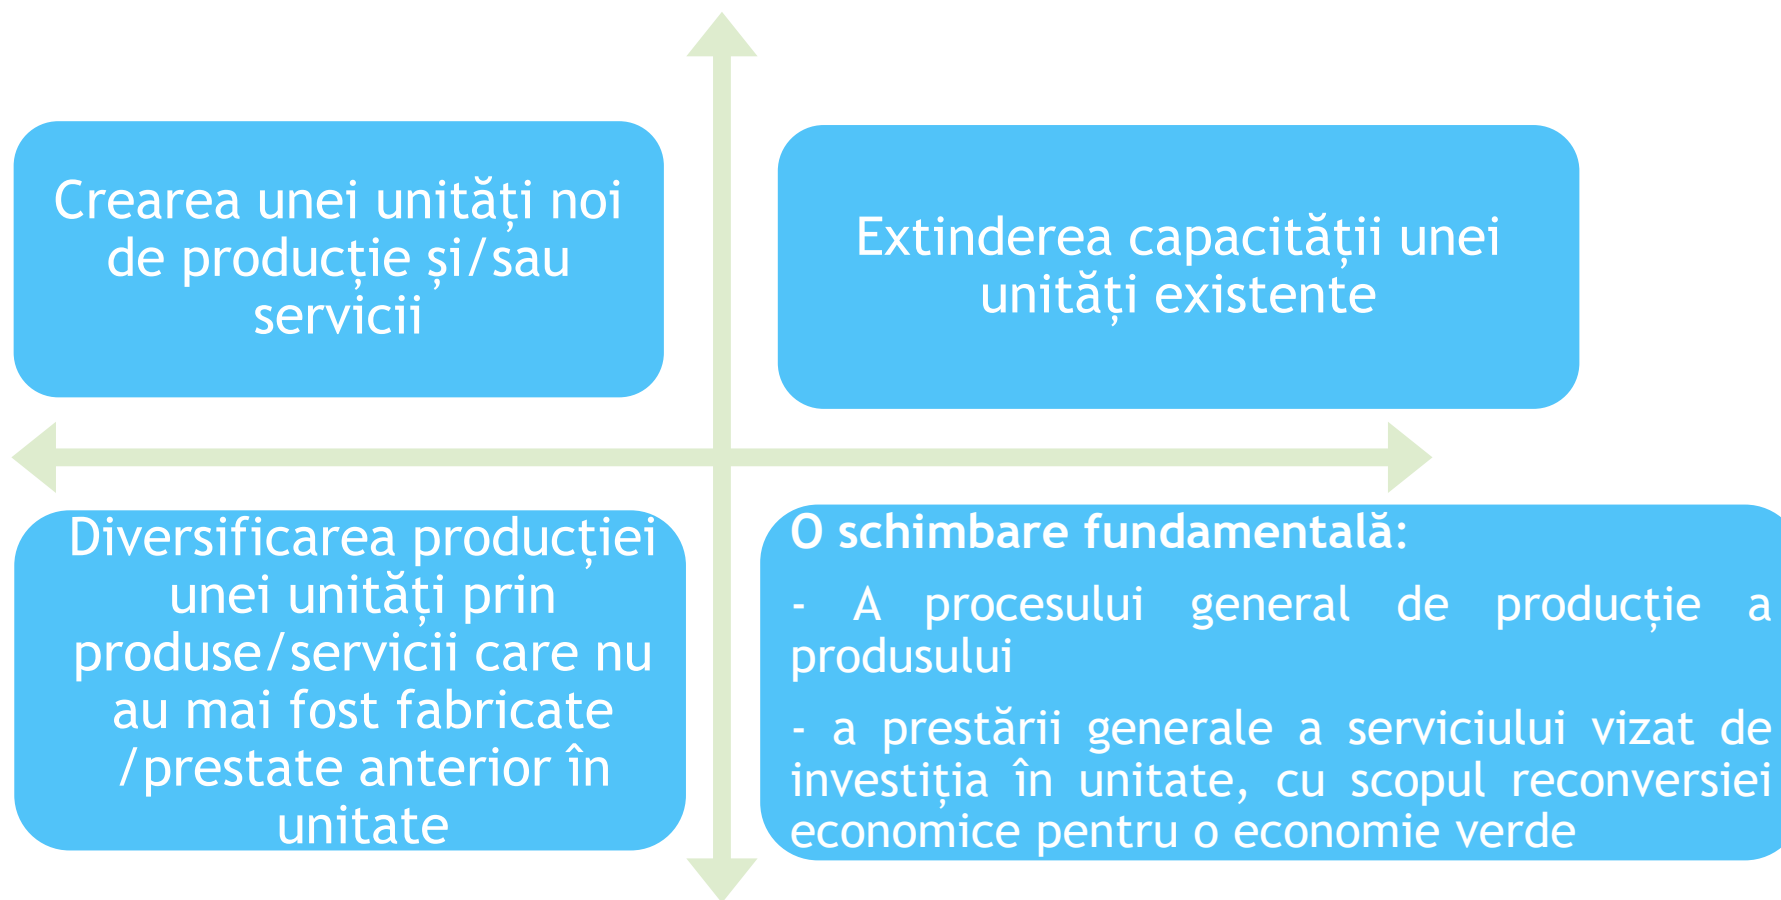 Crearea unei unități noi
de producție și/sau
servicii
Extinderea capacității unei
unități existente
Diversificarea producției
unei unități prin
produse/servicii care nu
au mai fost fabricate
/prestate anterior în
unitate
O schimbare fundamentală:
- A procesului general de producție a
produsului
- a prestării generale a serviciului vizat de
investiția în unitate, cu scopul reconversiei
economice pentru o economie verde